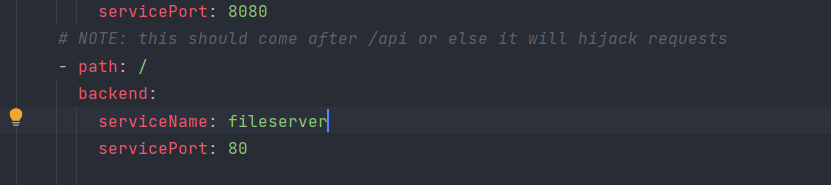 servicePort: 8080
# NOTE: this should come after /api or else it will hijack requests
- path: /
backend:
serviceName: fileserver
servicePort: 80